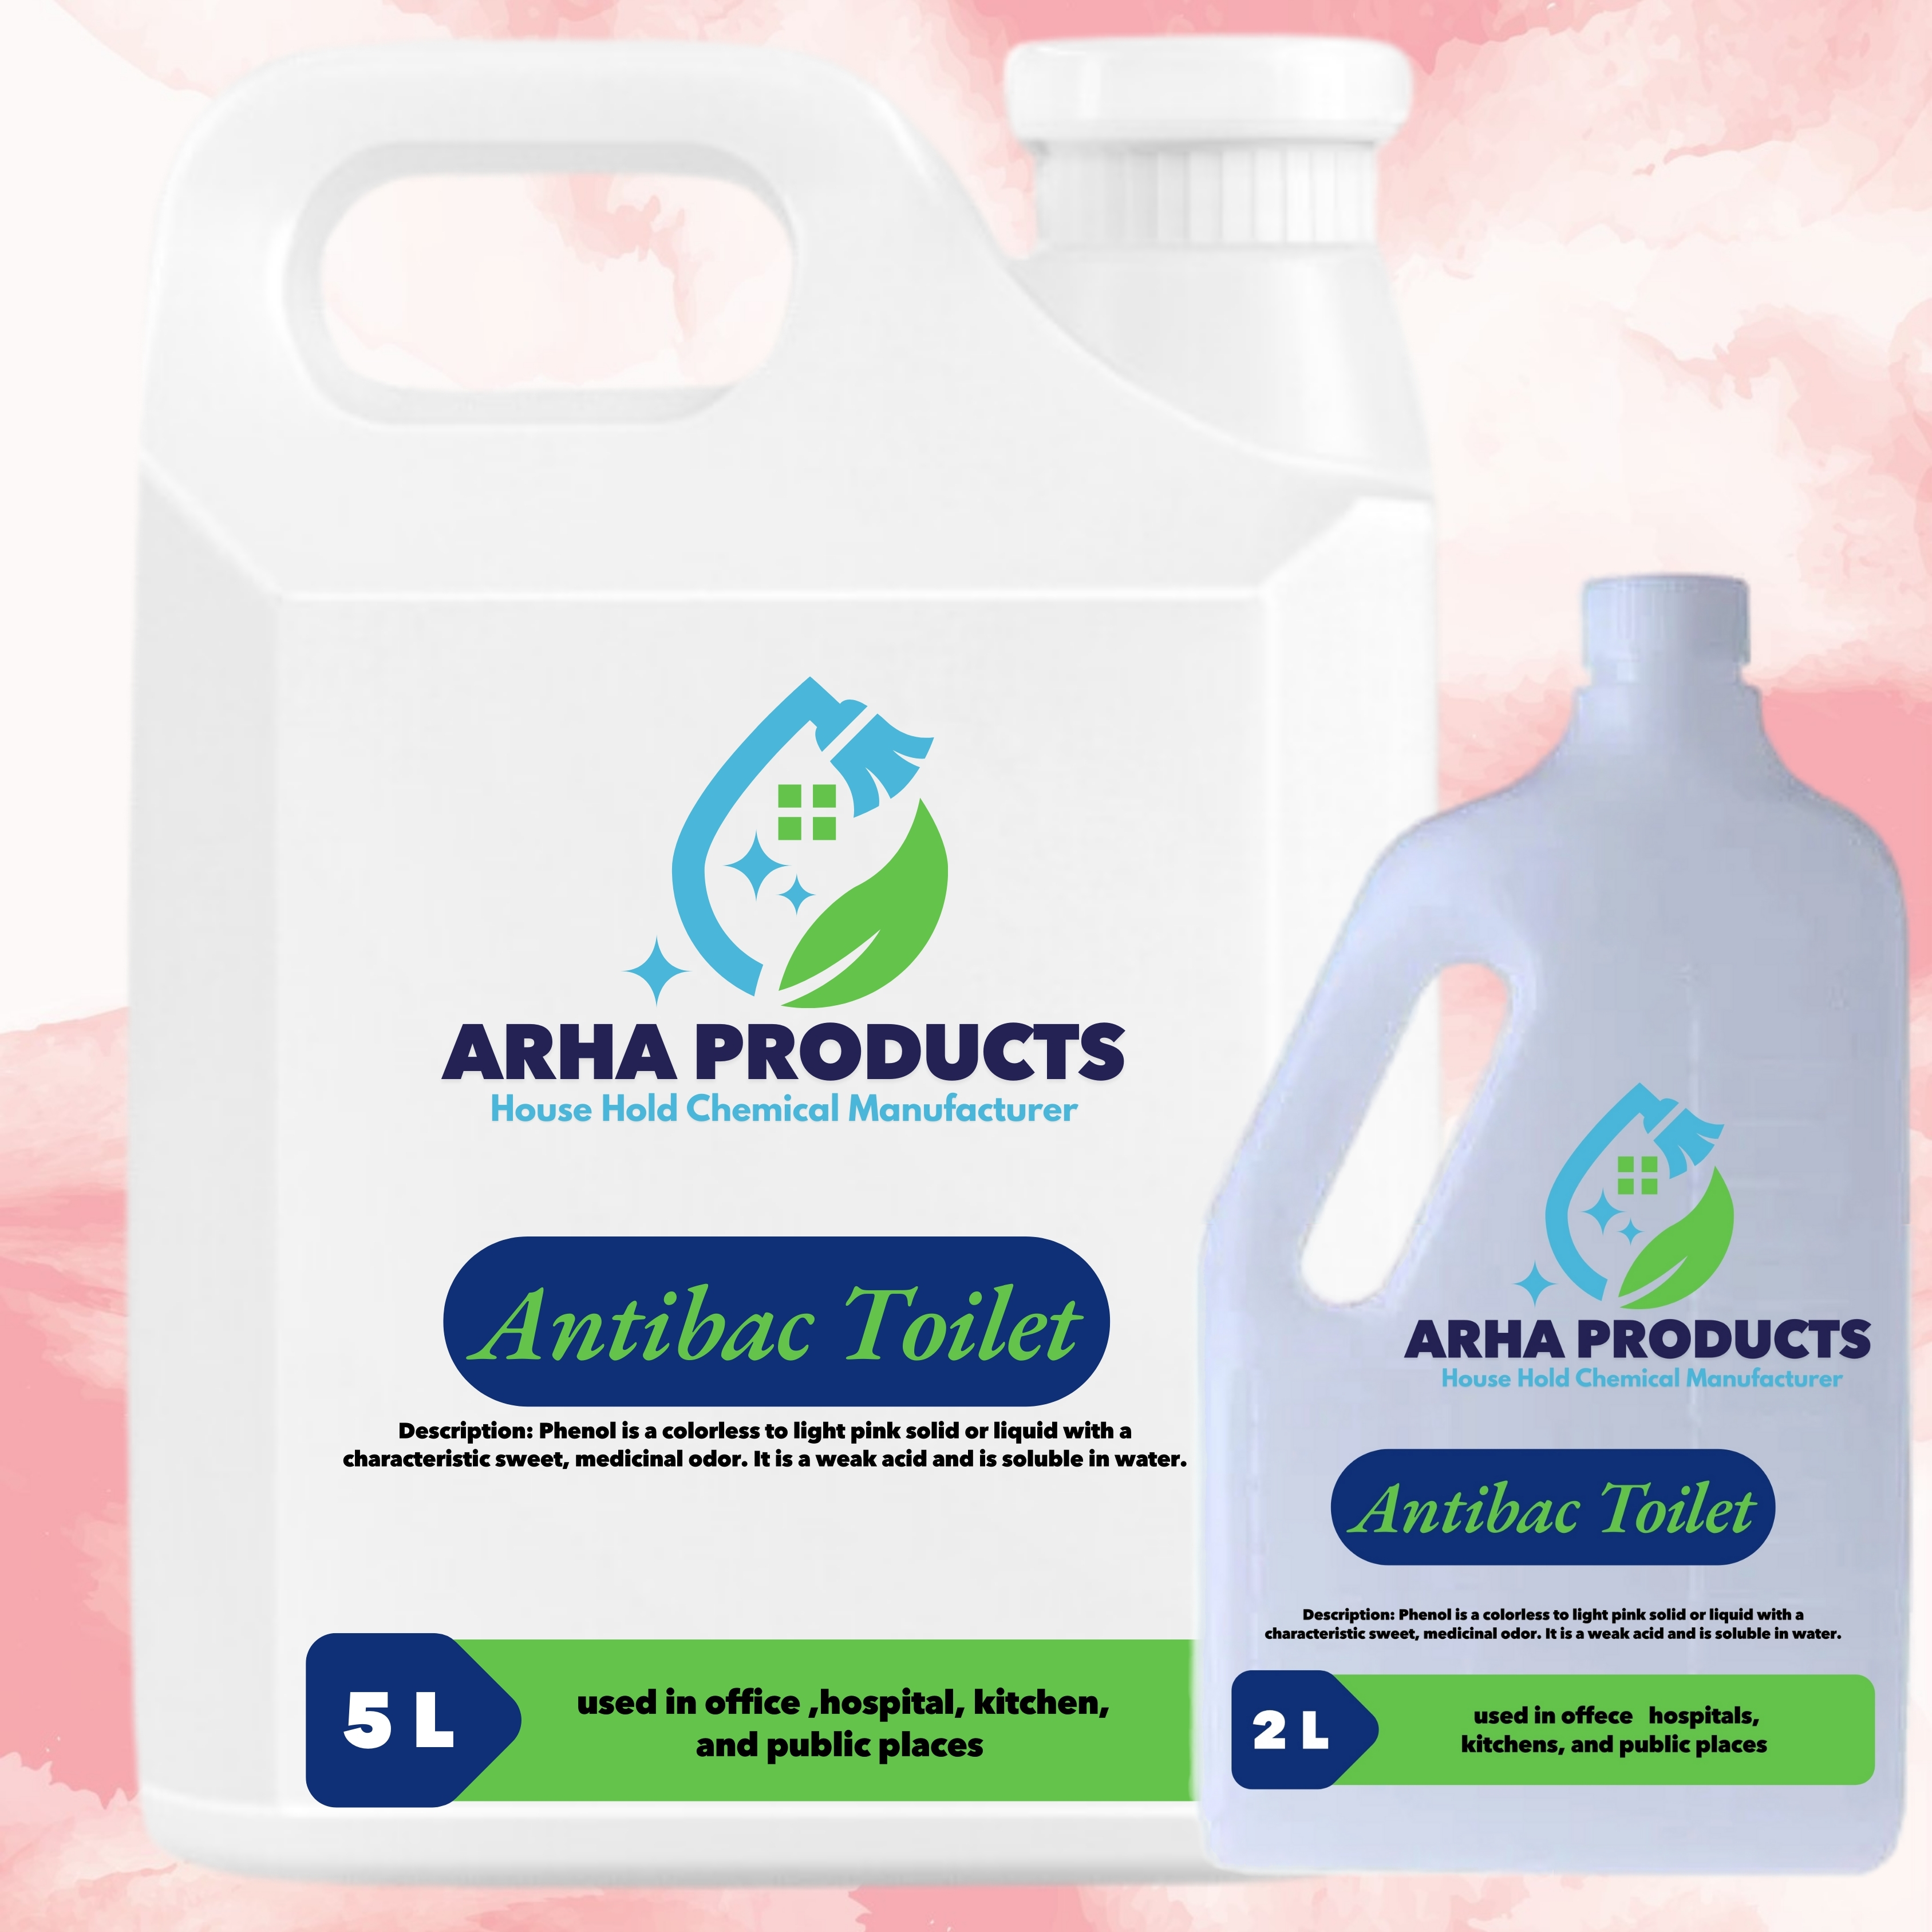 ARHA PRODUCTS
House Hold Chemical Manufacturer
Antibac Toilet
Description: Phenol is a colorless to light pink solid or liquid with a
characteristic sweet, medicinal odor. It is a weak acid and is soluble in water.
5 L
used in office ,hospital, kitchen,
and public places
ARHA PRODUCTS
House Hold Chemical Manufacturer
Antibac Toilet
Description: Phenol is a colorless to light pink solid or liquid with a
characteristic sweet, medicinal odor. It is a weak acid and is soluble in water.
2 L
used in offece hospitals,
kitchens, and public places